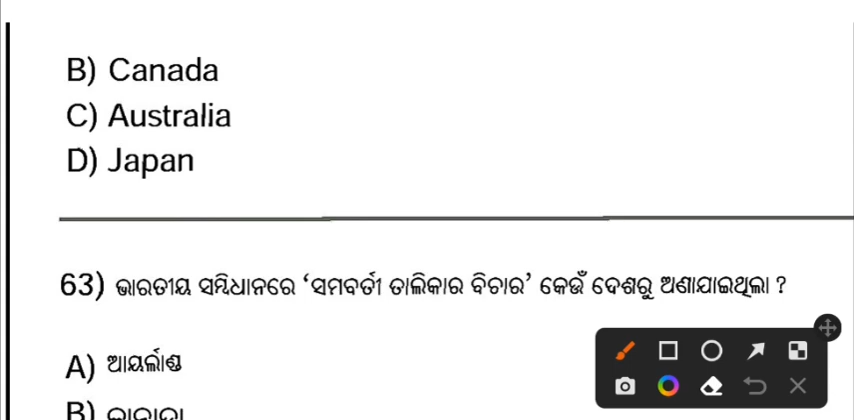 B) Canada
C) Australia
D) Japan
63) ଭାରତୀୟ ସମ୍ବିଧାନରେ ‘ସମବର୍ତୀ ତାଲିକାର ବିଚାର’ କେଉଁ ଦେଶରୁ ଅଣାଯାଇଥିଲା ?
A) ଆୟର୍ଲାଣ୍ଡ
B) କାନାଡା